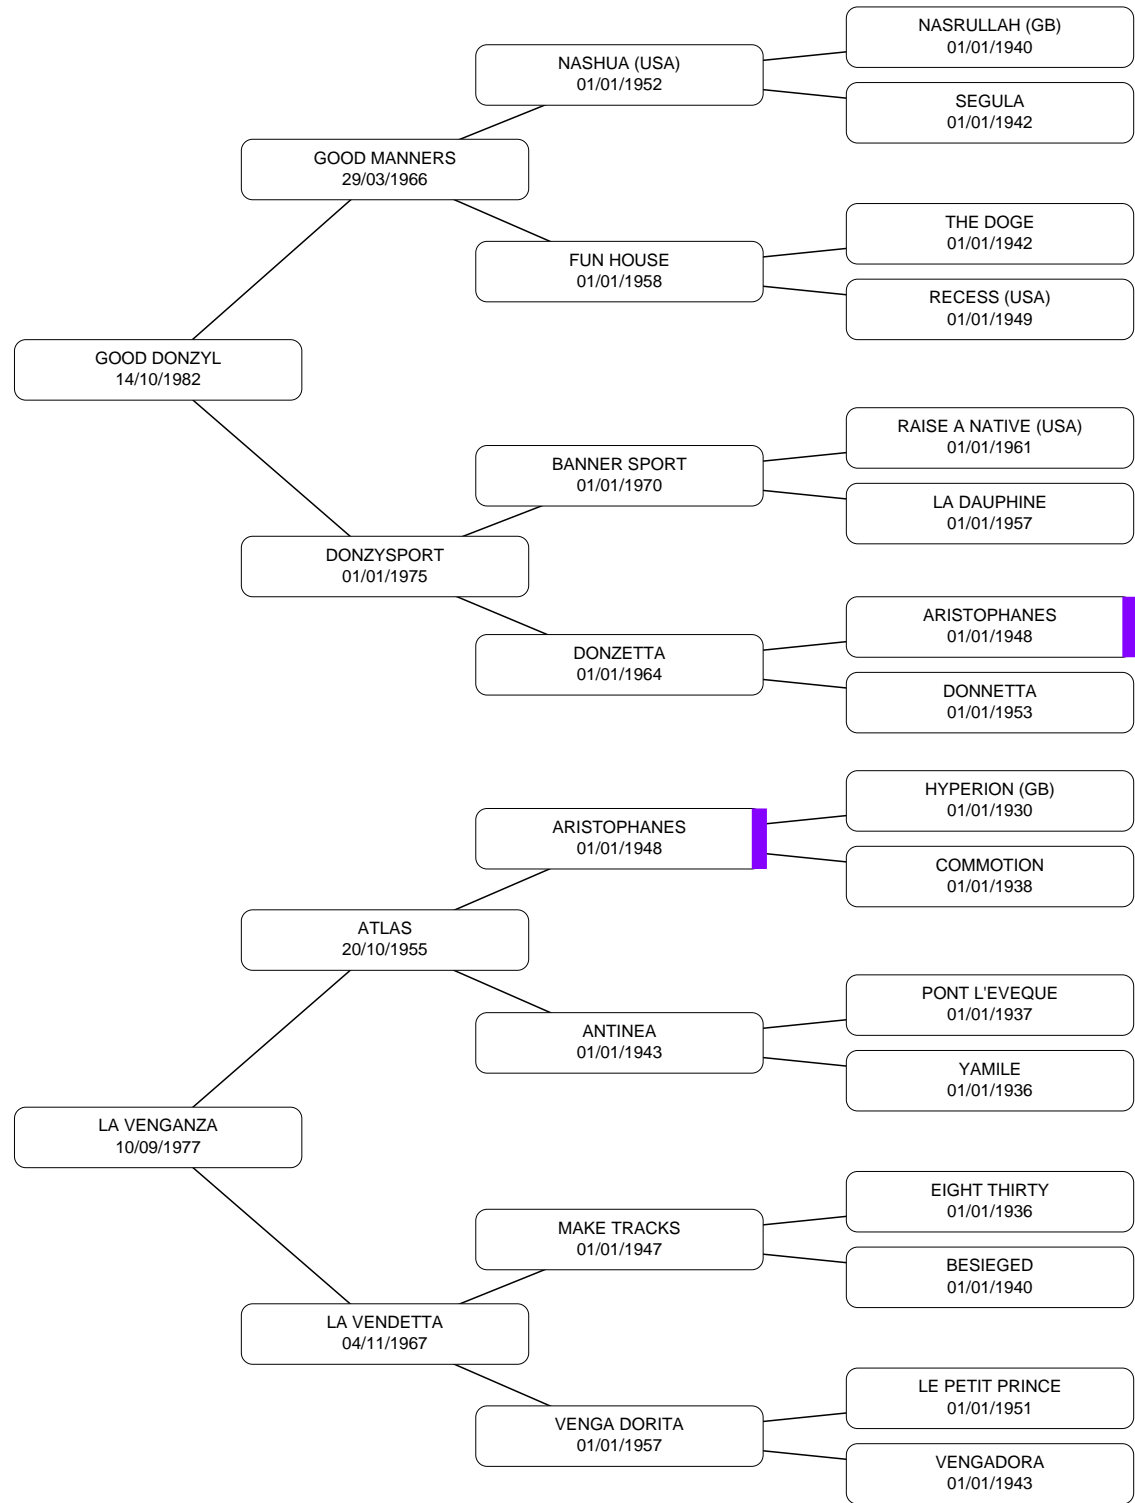 NASRULLAH (GB)
01/01/1940
NASHUA (USA)
01/01/1952
SEGULA
01/01/1942
GOOD MANNERS
29/03/1966
THE DOGE
01/01/1942
FUN HOUSE
01/01/1958
RECESS (USA)
01/01/1949
GOOD DONZYL
14/10/1982
RAISE A NATIVE (USA)
01/01/1961
BANNER SPORT
01/01/1970
LA DAUPHINE
01/01/1957
DONZYSPORT
01/01/1975
ARISTOPHANES
01/01/1948
DONZETTA
01/01/1964
DONNETTA
01/01/1953
HYPERION (GB)
01/01/1930
ARISTOPHANES
01/01/1948
COMMOTION
01/01/1938
ATLAS
20/10/1955
PONT L'EVEQUE
01/01/1937
ANTINEA
01/01/1943
YAMILE
01/01/1936
LA VENGANZA
10/09/1977
EIGHT THIRTY
01/01/1936
MAKE TRACKS
01/01/1947
BESIEGED
01/01/1940
LA VENDETTA
04/11/1967
LE PETIT PRINCE
01/01/1951
VENGA DORITA
01/01/1957
VENGADORA
01/01/1943